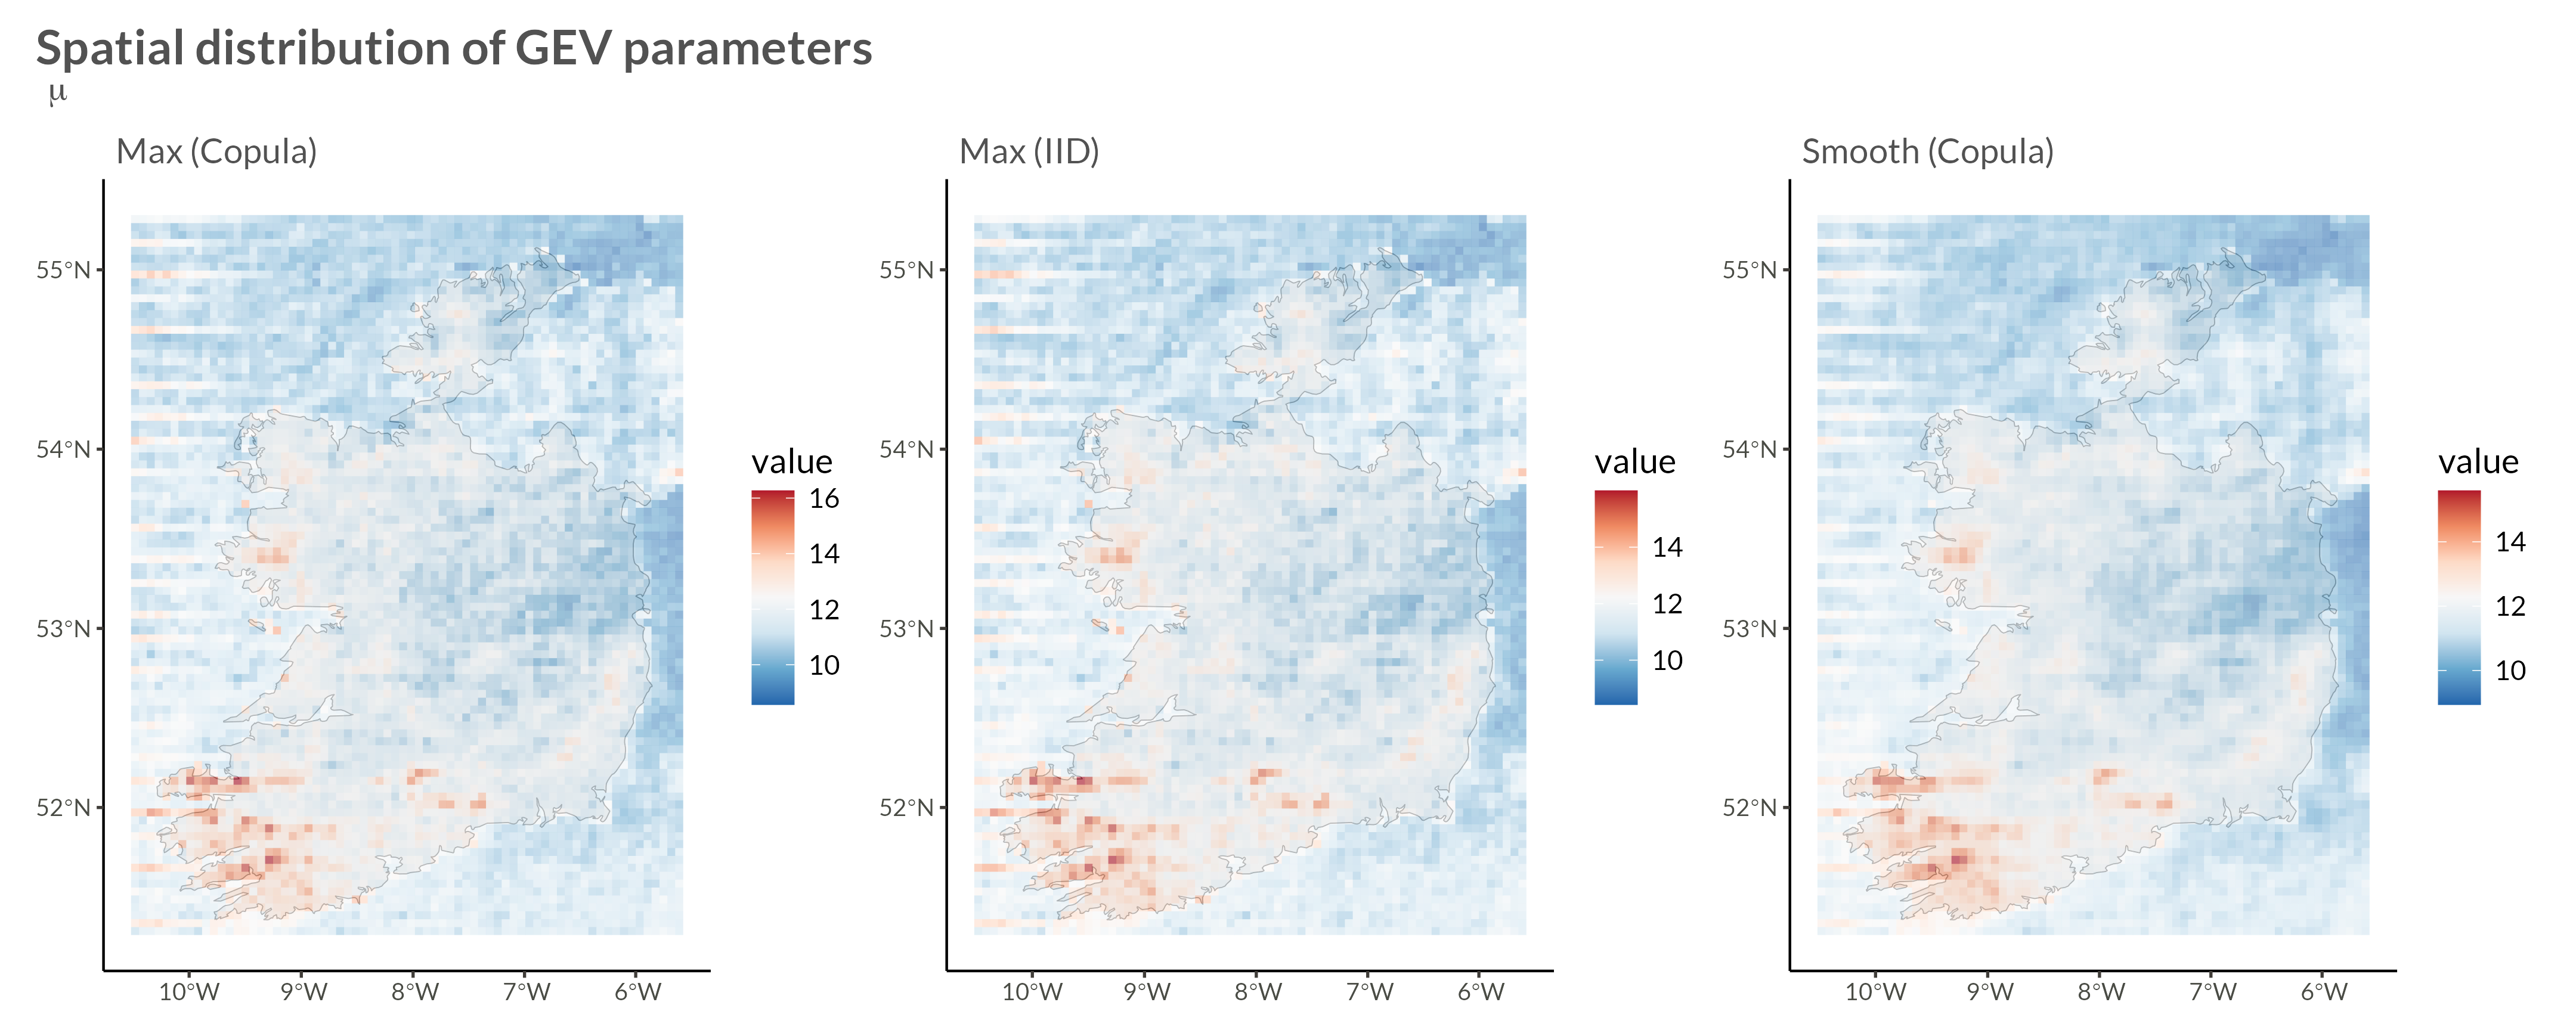 Spatial distribution of GEV parameters
μ
Max (Copula)
55°N
54°N
53°N
52°N
10°W 9°W 8°W 7°W 6°W
value
16
14
12
10
Max (IID)
55°N
54°N
53°N
52°N
10°W 9°W 8°W 7°W 6°W
value
14
12
10
Smooth (Copula)
55°N
54°N
53°N
52°N
10°W 9°W 8°W 7°W 6°W
value
14
12
10